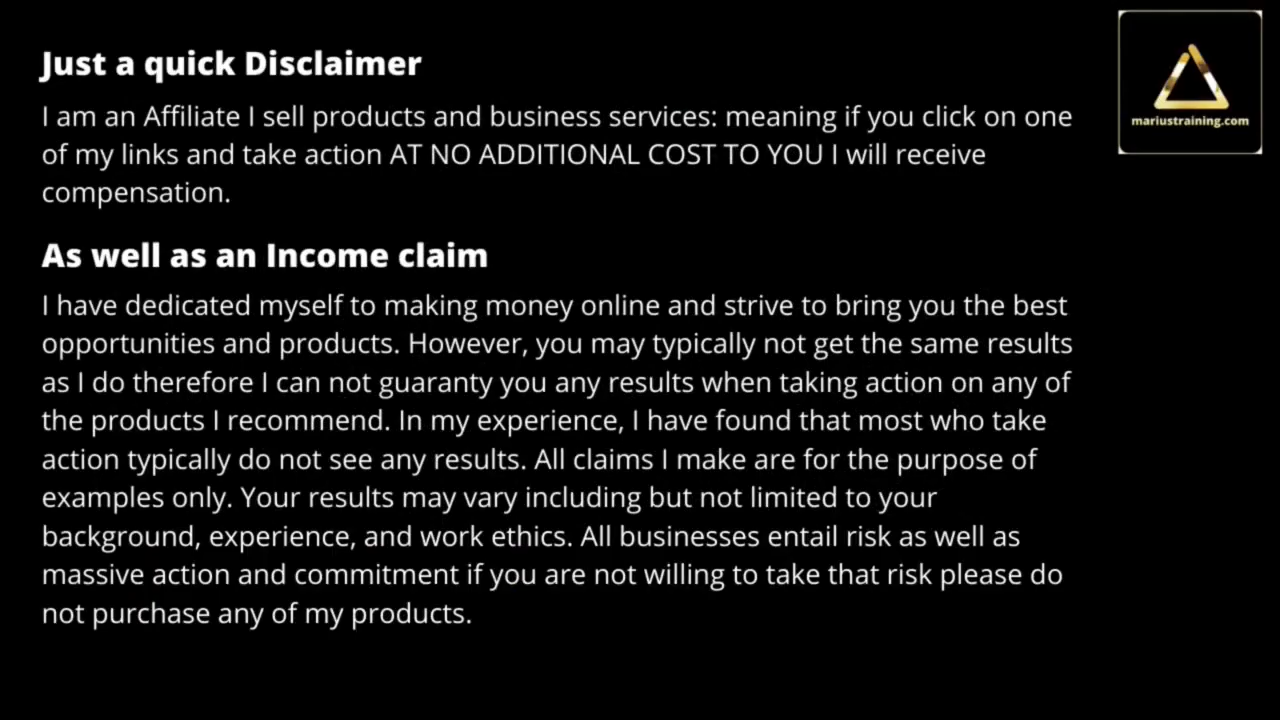 Just a quick Disclaimer
I am an Affiliate I sell products and business services: meaning if you click on one
of my links and take action AT NO ADDITIONAL COST TO YOU I will receive
compensation.
As well as an Income claim
I have dedicated myself to making money online and strive to bring you the best
opportunities and products. However, you may typically not get the same results
as I do therefore I can not guaranty you any results when taking action on any of
the products I recommend. In my experience, I have found that most who take
action typically do not see any results. All claims I make are for the purpose of
examples only. Your results may vary including but not limited to your
background, experience, and work ethics. All businesses entail risk as well as
massive action and commitment if you are not willing to take that risk please do
not purchase any of my products.
mariustraining.com